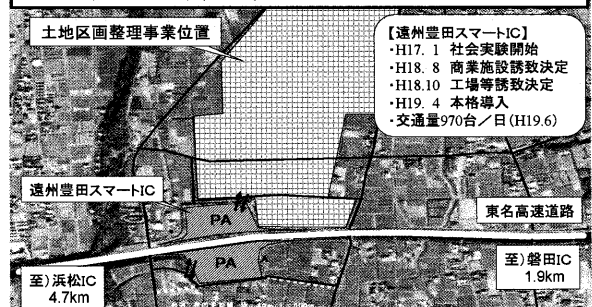 土地区画整理事業位置
【遠州豊田スマートIC】
・H17. 1 社会実験開始
・H18. 8 商業施設誘致決定
・H18.10 工場等誘致決定
・H19. 4 本格導入
・交通量970台／日(H19.6)
遠州豊田スマートIC
PA
東名高速道路
PA
至）浜松IC
4.7km
至）磐田IC
1.9km